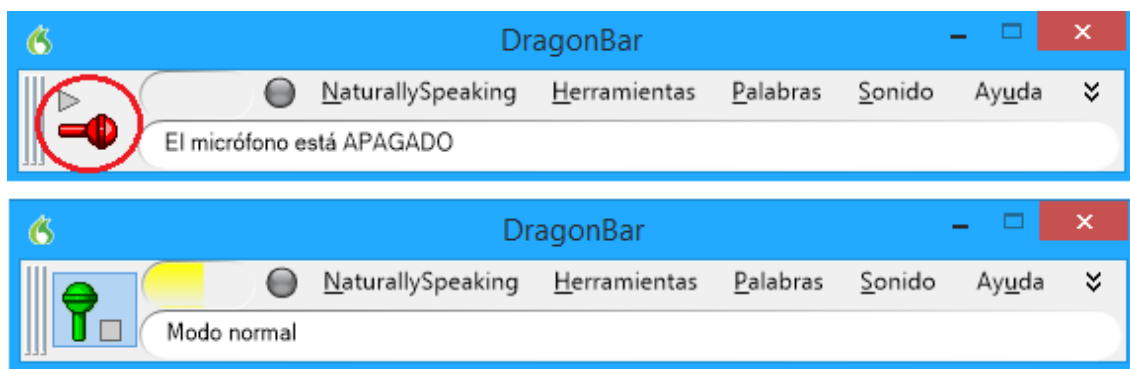 DragonBar
NaturallySpeaking Herramientas Palabras Sonido Ayuda
El micrófono está APAGADO
DragonBar
NaturallySpeaking Herramientas Palabras Sonido Ayuda
Modo normal